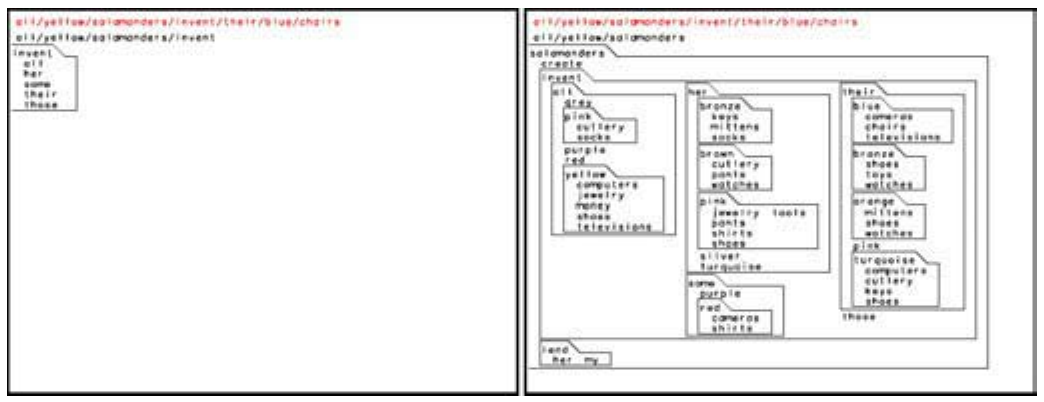 all/yellow/salamanders/invent/their/blue/chairs
all/yellow/salamanders/invent
invent
all
her
some
their
those
all/yellow/salamanders/invent/their/blue/chairs
all/yellow/salamanders
salamanders
create
invent
all
grey
pink
cutlery
socks
purple
red
yellow
computers
jewelry
money
shoes
televisions
her
bronze
keys
mittens
socks
brown
cutlery
pants
watches
pink
jewelry tools
pants
shirts
shoes
silver
turquoise
some
purple
red
cameras
shirts
their
blue
cameras
chairs
televisions
bronze
shoes
toys
watches
orange
mittens
shoes
watches
pink
turquoise
computers
cutlery
keys
shoes
those
lend
her my